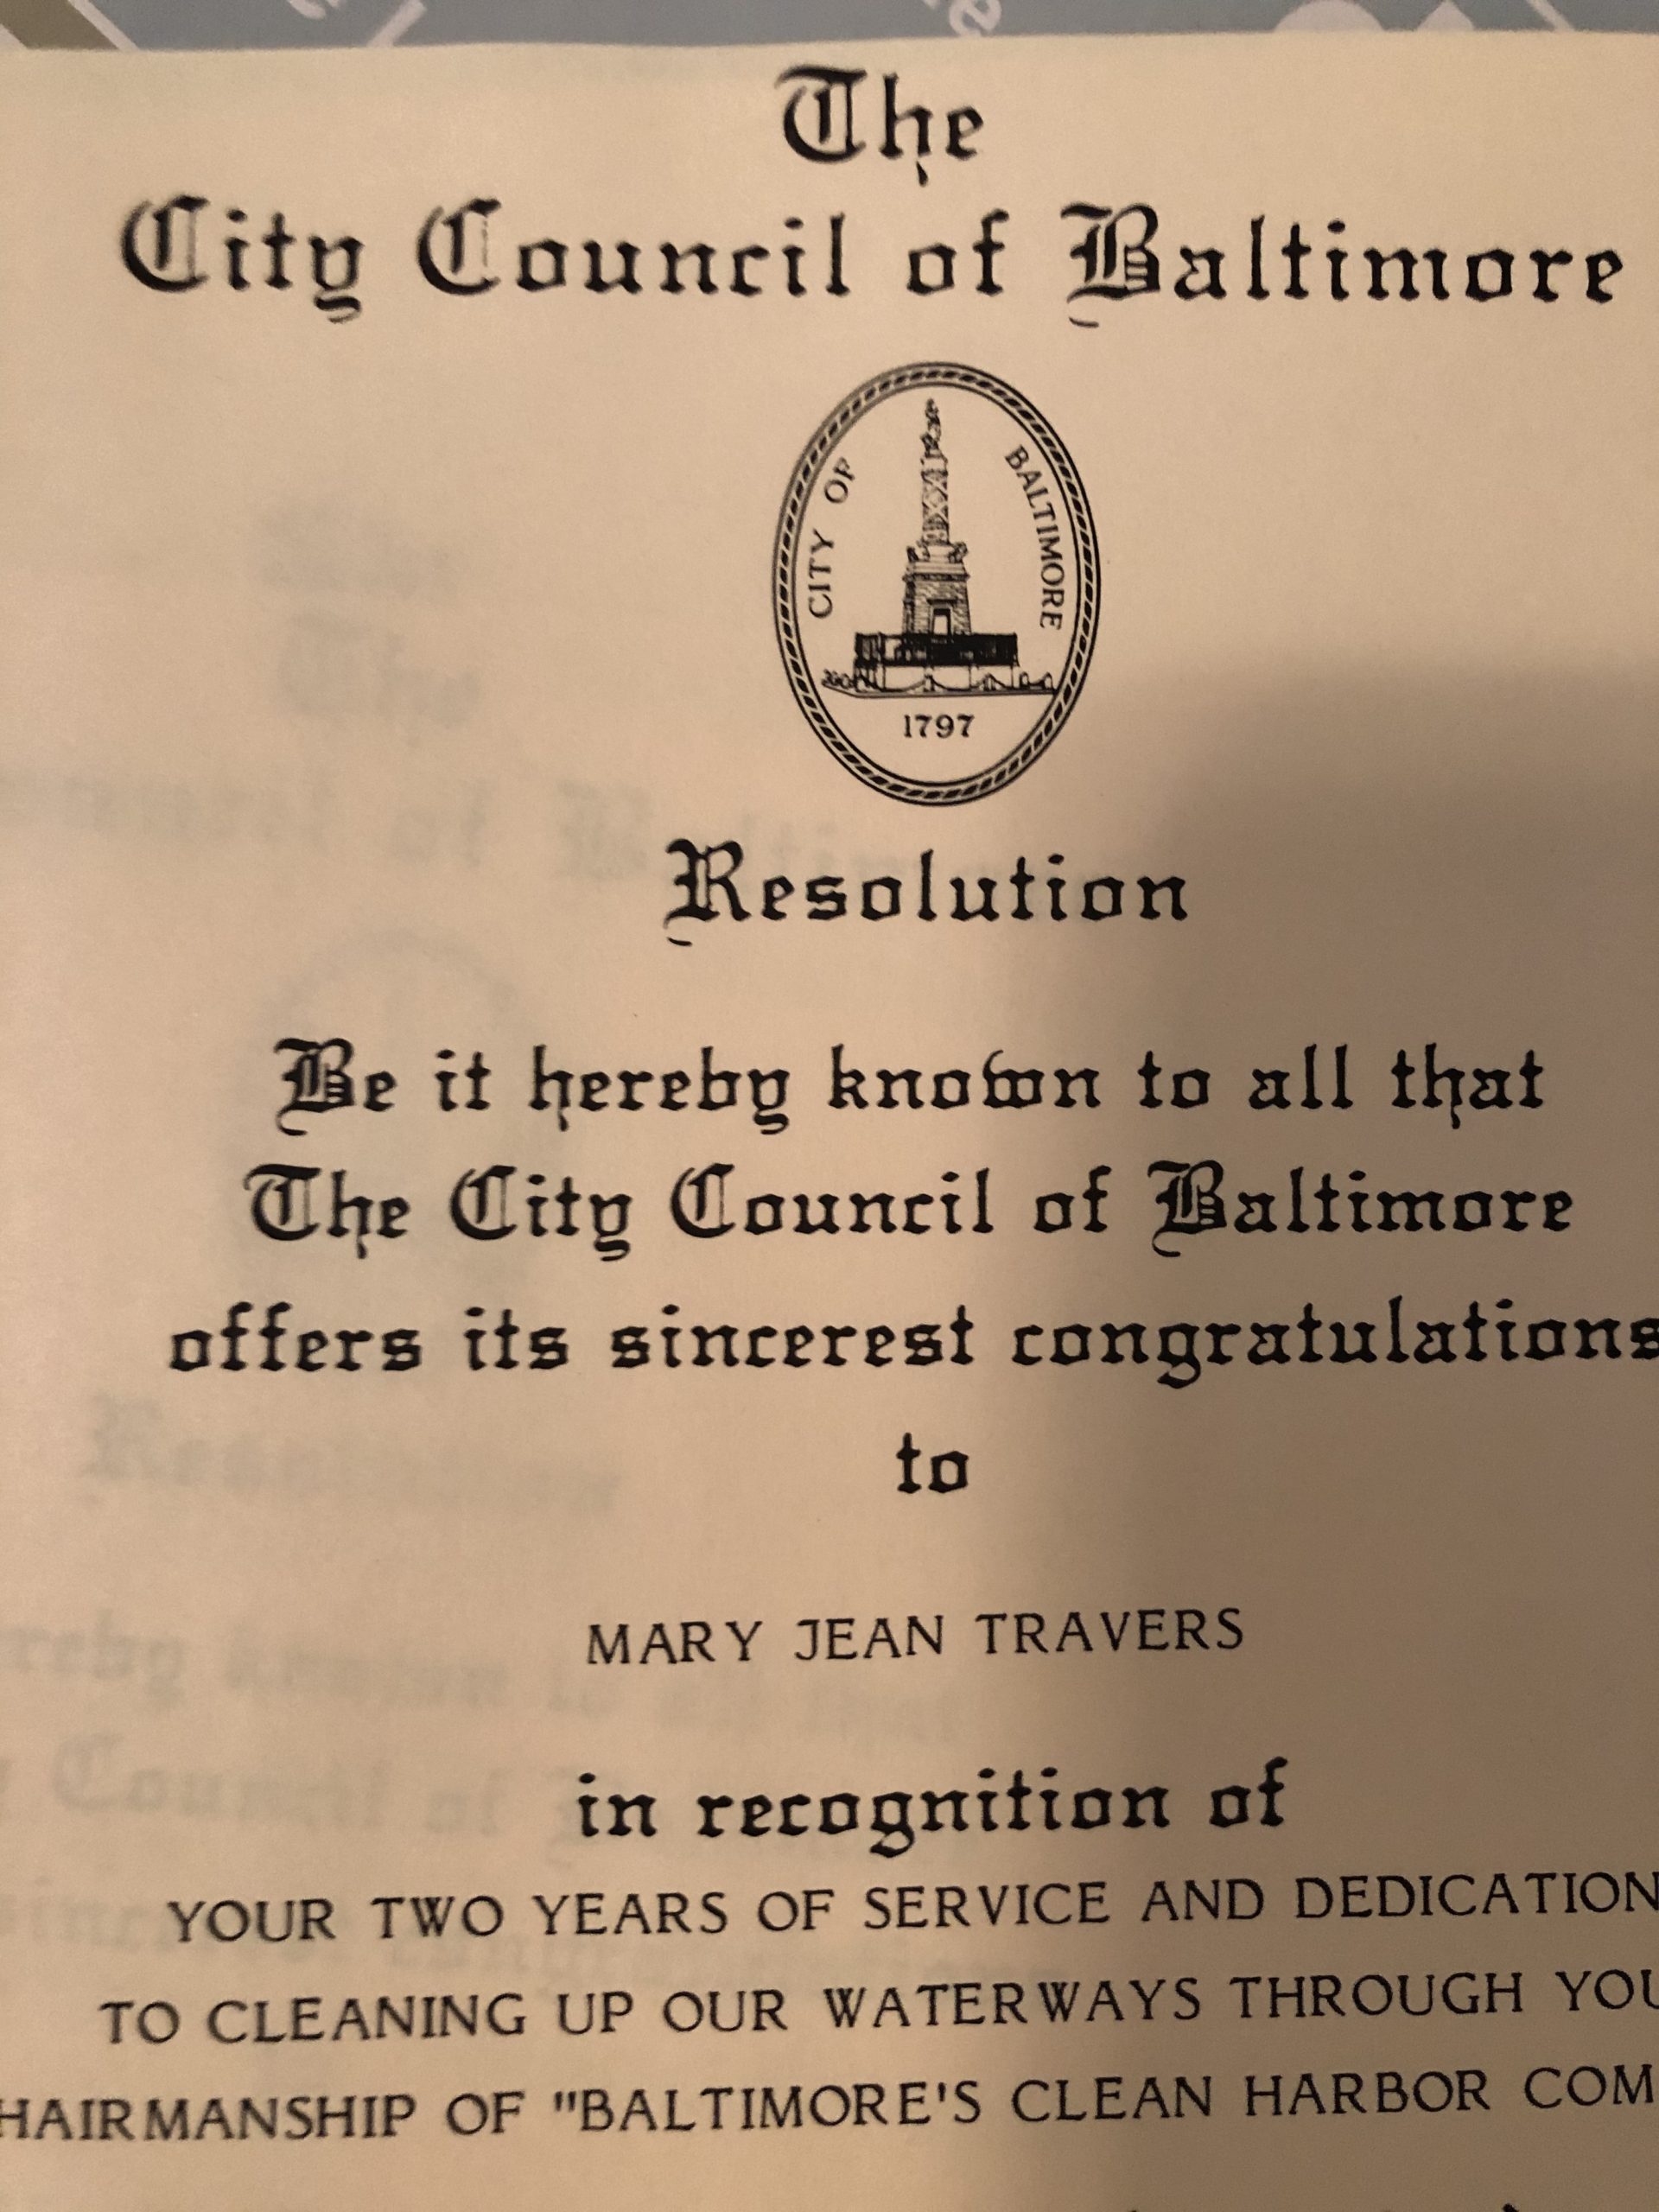 The
City Council of Baltimore
CITY OF BALTIMORE
1797
Resolution
Be it hereby known to all that
The City Council of Baltimore
offers its sincerest congratulations
to
MARY JEAN TRAVERS
in recognition of
YOUR TWO YEARS OF SERVICE AND DEDICATION
TO CLEANING UP OUR WATERWAYS THROUGH YOU
HAIRMANSHIP OF "BALTIMORE'S CLEAN HARBOR COM